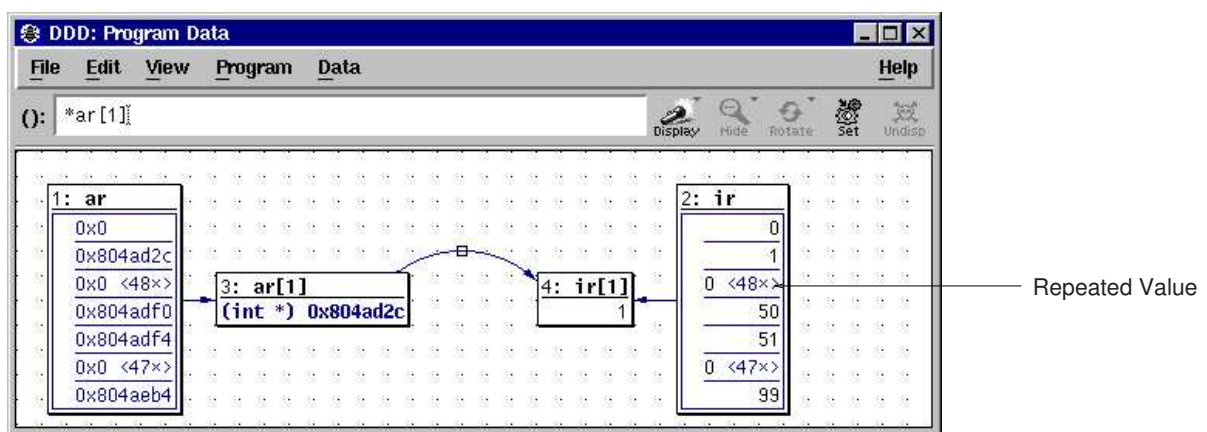 DDD: Program Data
File Edit View Program Data Help
(): *ar[1]
Display Hide Rotate Set Undisp
1: ar
0x0
0x804ad2c
0x0 <48×>
0x804adf0
0x804adf4
0x0 <47×>
0x804aeb4
3: ar[1]
(int *) 0x804ad2c
4: ir[1]
1
2: ir
0
1
0 <48×>
50
51
0 <47×>
99
Repeated Value